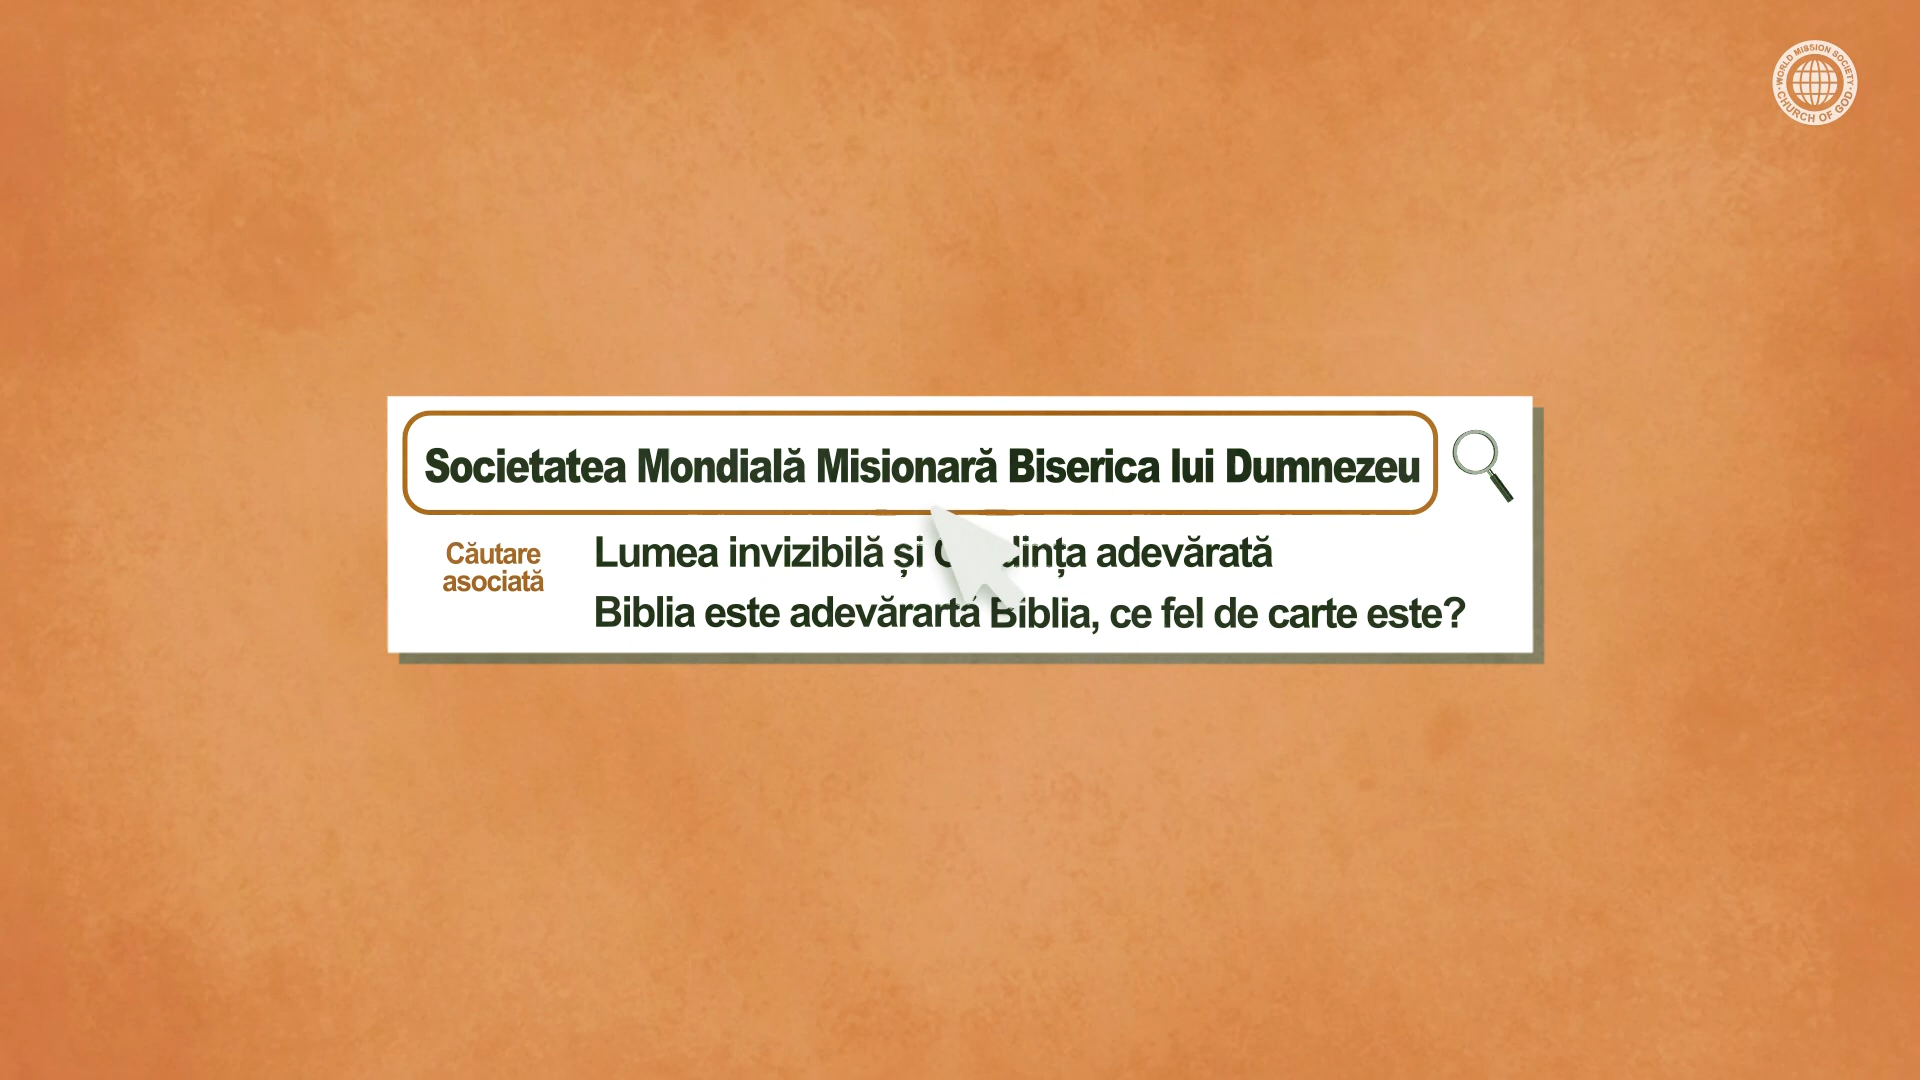 WORLD MISSION SOCIETY
CHURCH OF GOD
Societatea Mondială Misionară Biserica lui Dumnezeu
Căutare
asociată
Lumea invizibilă și adevărată
Biblia este adevărartă Biblia, ce fel de carte este?